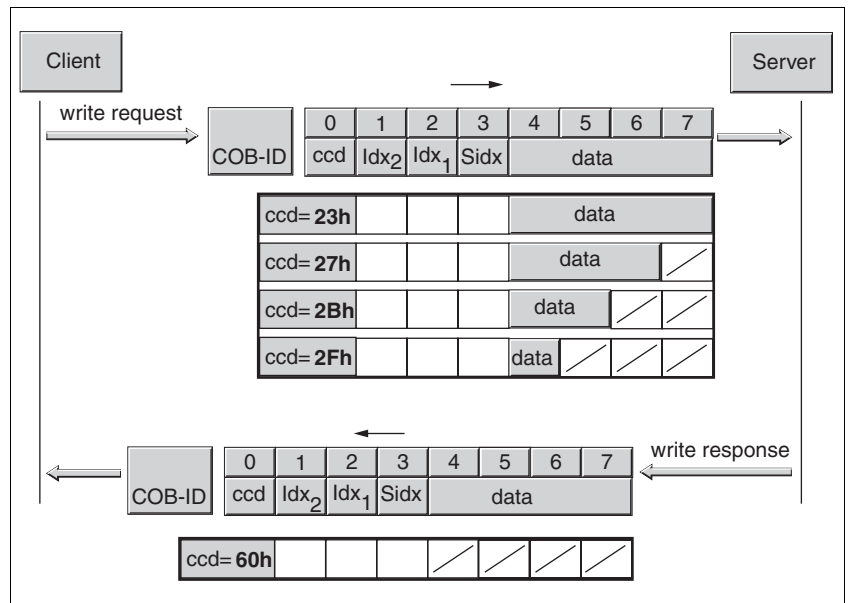 Client
Server
write request
COB-ID
0 1 2 3 4 5 6 7
ccd Idx2 Idx1 Sidx data
ccd= 23h data
ccd= 27h data
ccd= 2Bh data
ccd= 2Fh data
write response
COB-ID
0 1 2 3 4 5 6 7
ccd Idx2 Idx1 Sidx data
ccd= 60h